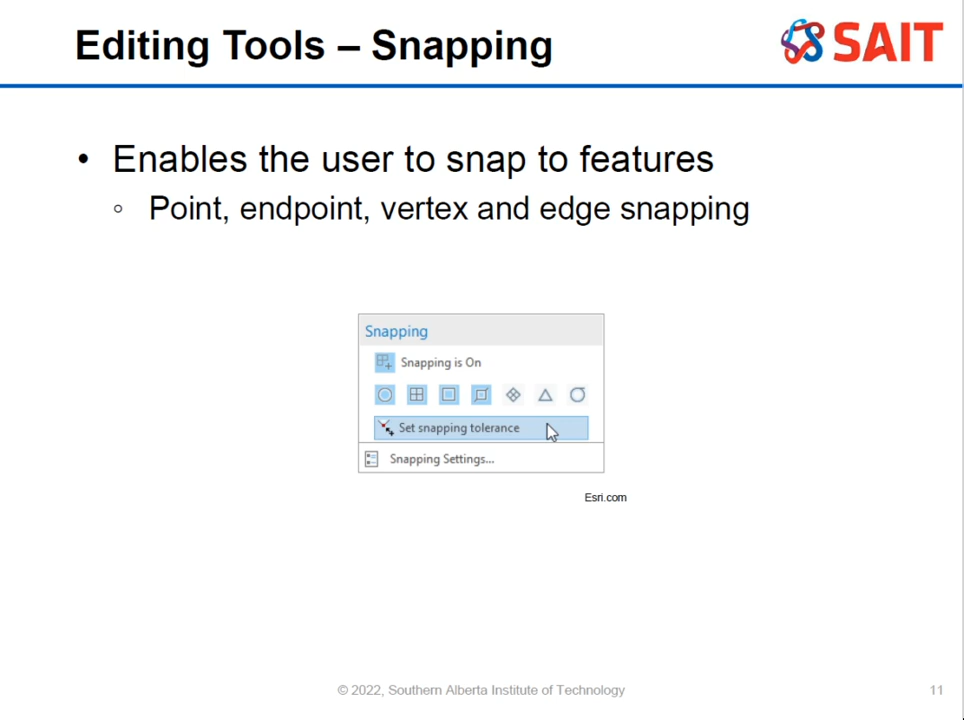 Editing Tools – Snapping
SAIT
• Enables the user to snap to features
◦ Point, endpoint, vertex and edge snapping
Snapping
Snapping is On
Set snapping tolerance
Snapping Settings...
Esri.com
© 2022, Southern Alberta Institute of Technology
11